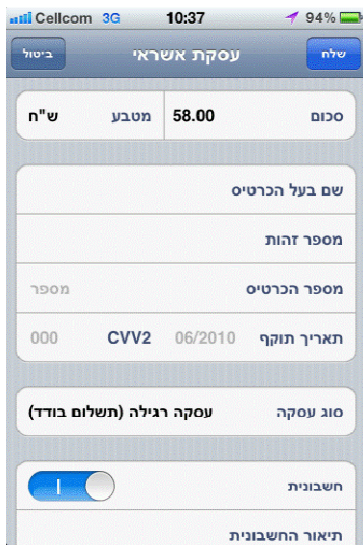 Cellcom 3G 10:37 94%
שלח עסקת אשראי ביטול
סכום 58.00 מטבע ש"ח
שם בעל הכרטיס
מספר זהות
מספר הכרטיס מספר
תאריך תוקף 06/2010 CVV2 000
סוג עסקה עסקה רגילה (תשלום בודד)
חשבונית
תיאור החשבונית